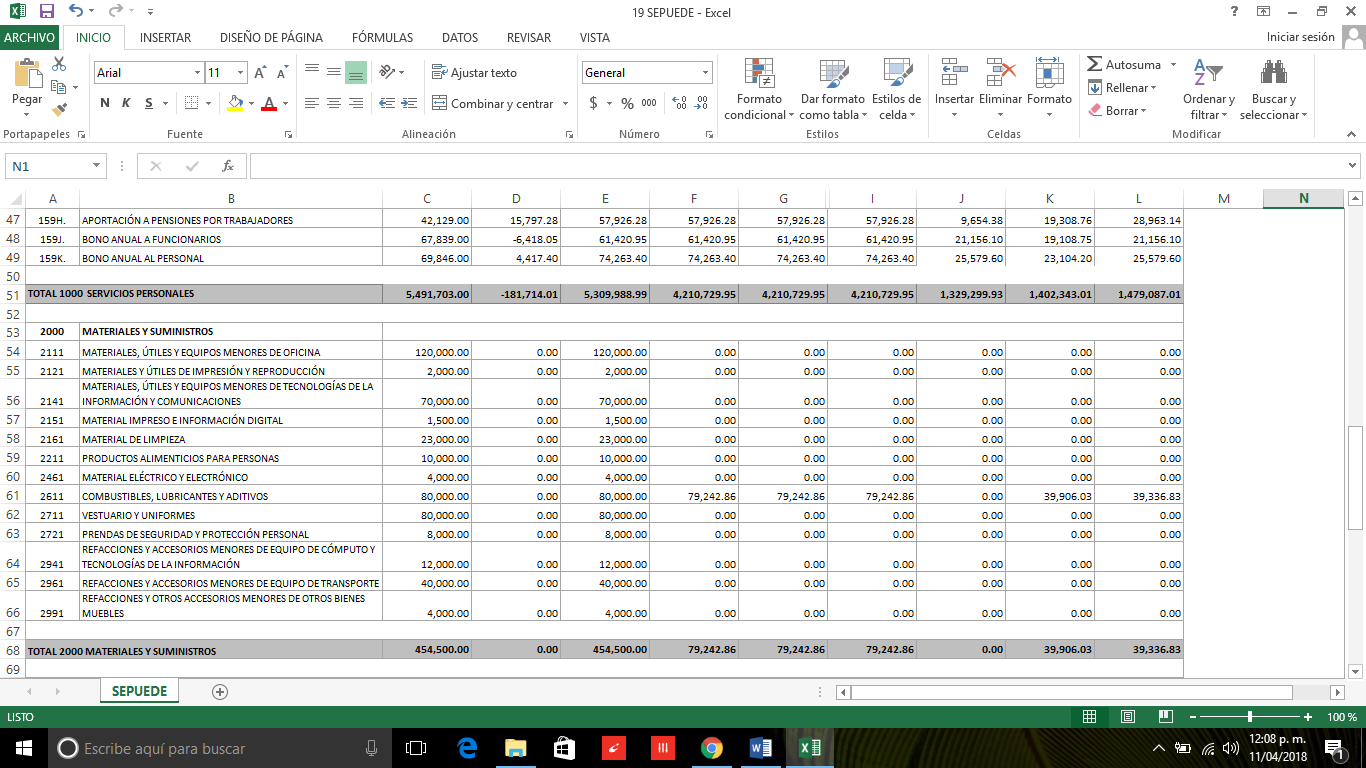 19 SEPUEDE - Excel
ARCHIVO INICIO INSERTAR DISEÑO DE PÁGINA FÓRMULAS DATOS REVISAR VISTA Iniciar sesión
Pegar
Arial 11
N K S
Ajustar texto
Combinar y centrar
General
$ % 000
Formato condicional
Dar formato como tabla
Estilos de celda
Insertar Eliminar Formato
Autosuma
Rellenar
Borrar
Ordenar y filtrar
Buscar y seleccionar
Portapapeles Fuente Alineación Número Estilos Celdas Modificar
N1 fx
A B C D E F G I J K L M N
47 159H. APORTACIÓN A PENSIONES POR TRABAJADORES 42,129.00 15,797.28 57,926.28 57,926.28 57,926.28 57,926.28 9,654.38 19,308.76 28,963.14
48 159J. BONO ANUAL A FUNCIONARIOS 67,839.00 -6,418.05 61,420.95 61,420.95 61,420.95 61,420.95 21,156.10 19,108.75 21,156.10
49 159K. BONO ANUAL AL PERSONAL 69,846.00 4,417.40 74,263.40 74,263.40 74,263.40 74,263.40 25,579.60 23,104.20 25,579.60
50
51 TOTAL 1000 SERVICIOS PERSONALES 5,491,703.00 -181,714.01 5,309,988.99 4,210,729.95 4,210,729.95 4,210,729.95 1,329,299.93 1,402,343.01 1,479,087.01
52
53 2000 MATERIALES Y SUMINISTROS
54 2111 MATERIALES, ÚTILES Y EQUIPOS MENORES DE OFICINA 120,000.00 0.00 120,000.00 0.00 0.00 0.00 0.00 0.00 0.00
55 2121 MATERIALES Y ÚTILES DE IMPRESIÓN Y REPRODUCCIÓN 2,000.00 0.00 2,000.00 0.00 0.00 0.00 0.00 0.00 0.00
MATERIALES, ÚTILES Y EQUIPOS MENORES DE TECNOLOGÍAS DE LA
56 2141 INFORMACIÓN Y COMUNICACIONES 70,000.00 0.00 70,000.00 0.00 0.00 0.00 0.00 0.00 0.00
57 2151 MATERIAL IMPRESO E INFORMACIÓN DIGITAL 1,500.00 0.00 1,500.00 0.00 0.00 0.00 0.00 0.00 0.00
58 2161 MATERIAL DE LIMPIEZA 23,000.00 0.00 23,000.00 0.00 0.00 0.00 0.00 0.00 0.00
59 2211 PRODUCTOS ALIMENTICIOS PARA PERSONAS 10,000.00 0.00 10,000.00 0.00 0.00 0.00 0.00 0.00 0.00
60 2461 MATERIAL ELÉCTRICO Y ELECTRÓNICO 4,000.00 0.00 4,000.00 0.00 0.00 0.00 0.00 0.00 0.00
61 2611 COMBUSTIBLES, LUBRICANTES Y ADITIVOS 80,000.00 0.00 80,000.00 79,242.86 79,242.86 79,242.86 0.00 39,906.03 39,336.83
62 2711 VESTUARIO Y UNIFORMES 80,000.00 0.00 80,000.00 0.00 0.00 0.00 0.00 0.00 0.00
63 2721 PRENDAS DE SEGURIDAD Y PROTECCIÓN PERSONAL 8,000.00 0.00 8,000.00 0.00 0.00 0.00 0.00 0.00 0.00
REFACCIONES Y ACCESORIOS MENORES DE EQUIPO DE CÓMPUTO Y
64 2941 TECNOLOGÍAS DE LA INFORMACIÓN 12,000.00 0.00 12,000.00 0.00 0.00 0.00 0.00 0.00 0.00
65 2961 REFACCIONES Y ACCESORIOS MENORES DE EQUIPO DE TRANSPORTE 40,000.00 0.00 40,000.00 0.00 0.00 0.00 0.00 0.00 0.00
REFACCIONES Y OTROS ACCESORIOS MENORES DE OTROS BIENES
66 2991 MUEBLES 4,000.00 0.00 4,000.00 0.00 0.00 0.00 0.00 0.00 0.00
67
68 TOTAL 2000 MATERIALES Y SUMINISTROS 454,500.00 0.00 454,500.00 79,242.86 79,242.86 79,242.86 0.00 39,906.03 39,336.83
69
SEPUEDE
LISTO 100 %
Escribe aquí para buscar
12:08 p. m.
11/04/2018